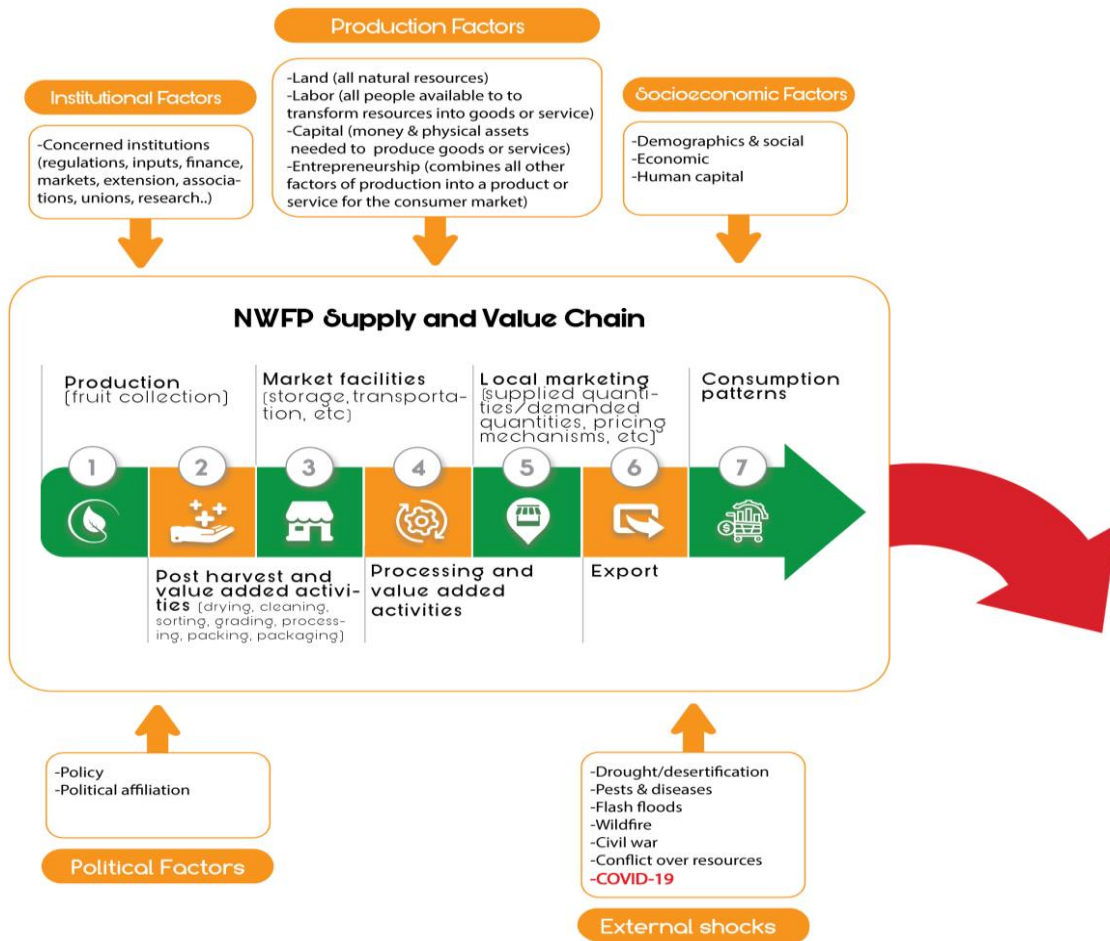 Production Factors
-Land (all natural resources)
-Labor (all people available to to
transform resources into goods or service)
-Capital (money & physical assets
needed to produce goods or services)
-Entrepreneurship (combines all other
factors of production into a product or
service for the consumer market)
Institutional Factors
-Concerned institutions
(regulations, inputs, finance,
markets, extension, associa-
tions, unions, research..)
Socioeconomic Factors
-Demographics & social
-Economic
-Human capital
NWFP Supply and Value Chain
Production
(fruit collection)
Market facilities
(storage, transporta-
tion, etc)
Local marketing
(supplied quanti-
ties/demanded
quantities, pricing
mechanisms, etc)
Consumption
patterns
1
2
3
4
5
6
7
$
Post harvest and
value added activi-
ties (drying, cleaning,
sorting, grading, process-
ing, packing, packaging)
Processing and
value added
activities
Export
-Policy
-Political affiliation
Political Factors
-Drought/desertification
-Pests & diseases
-Flash floods
-Wildfire
-Civil war
-Conflict over resources
-COVID-19
External shocks